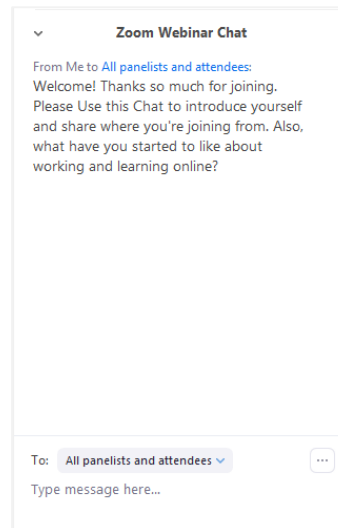 Zoom Webinar Chat
From Me to All panelists and attendees:
Welcome! Thanks so much for joining.
Please Use this Chat to introduce yourself
and share where you're joining from. Also,
what have you started to like about
working and learning online?
To: All panelists and attendees
Type message here...